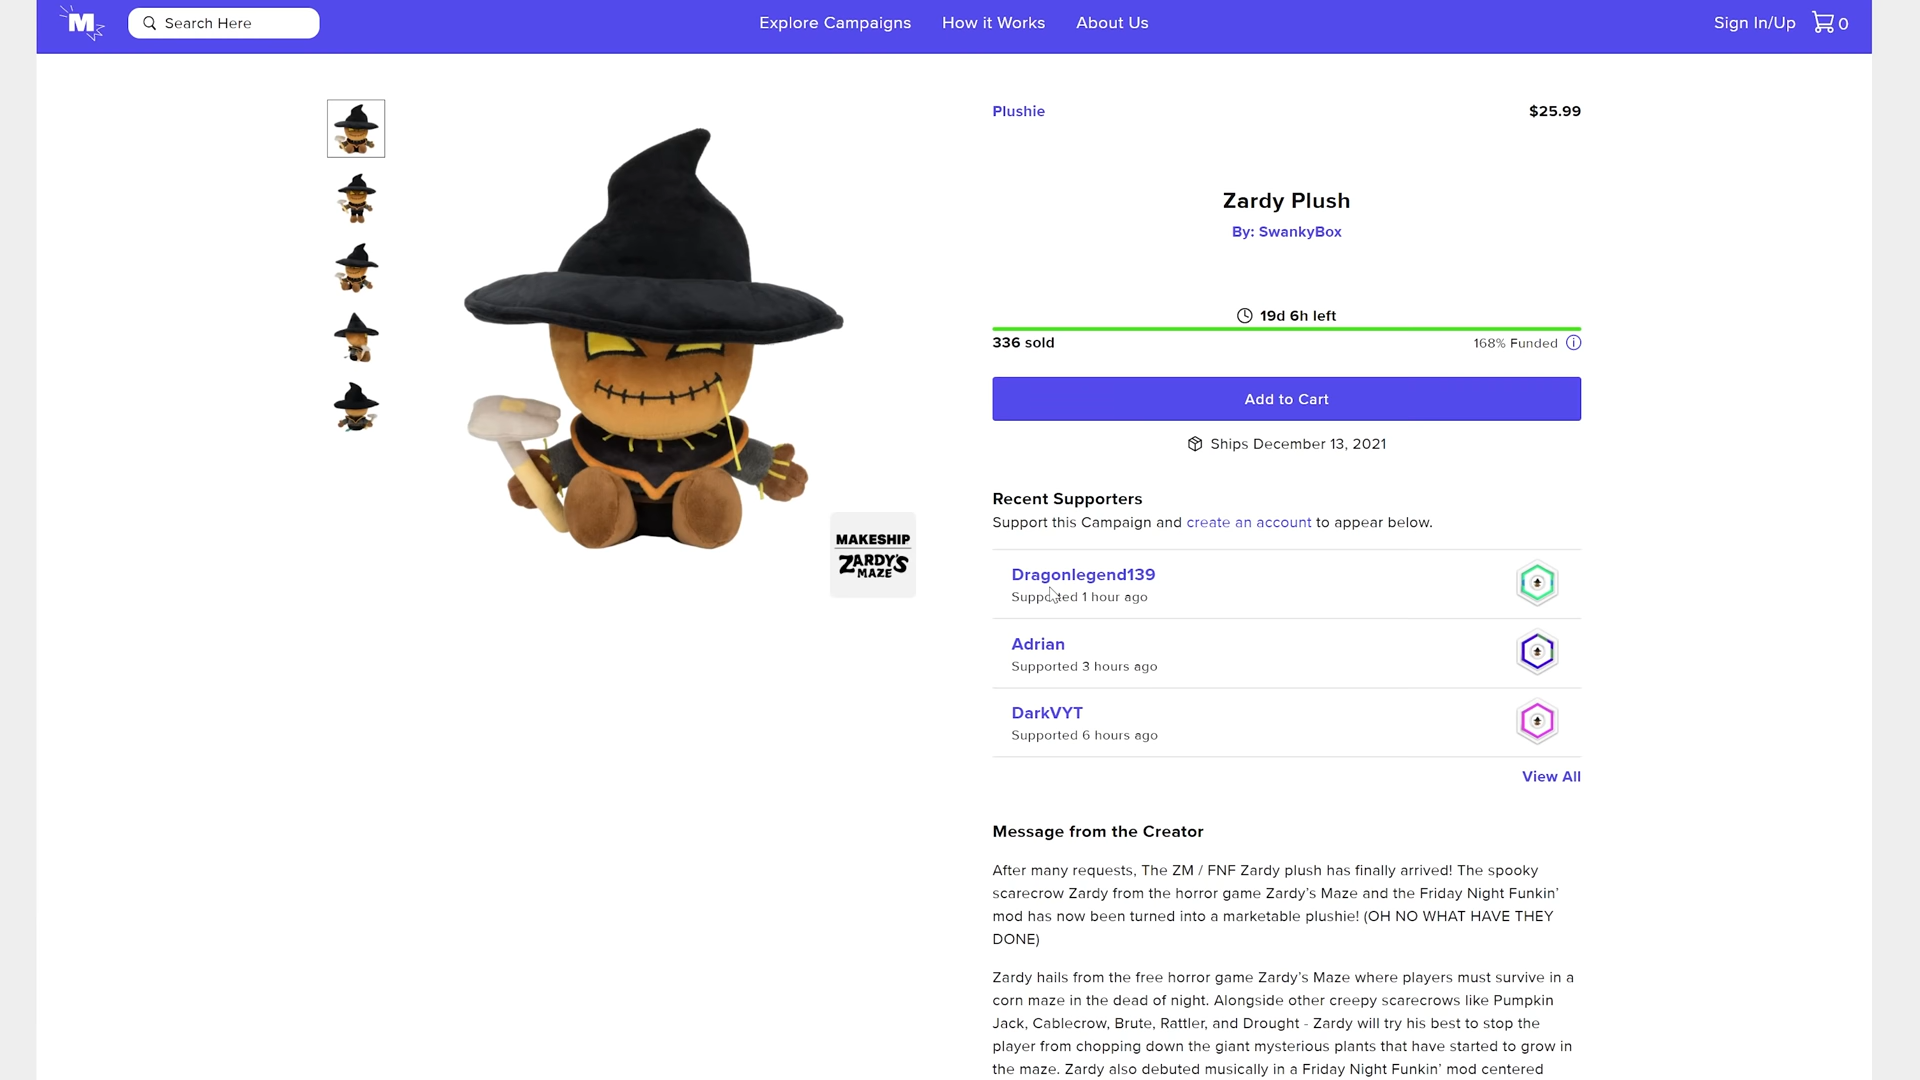 M
Search Here
Explore Campaigns
How it Works
About Us
Sign In/Up
0
Plushie
$25.99
Zardy Plush
By: SwankyBox
19d 6h left
336 sold
168% Funded
Add to Cart
Ships December 13, 2021
MAKESHIP
ZARDY'S
MAZE
Recent Supporters
Support this Campaign and create an account to appear below.
Dragonlegend139
Supported 1 hour ago
Adrian
Supported 3 hours ago
DarkVYT
Supported 6 hours ago
View All
Message from the Creator
After many requests, The ZM / FNF Zardy plush has finally arrived! The spooky
scarecrow Zardy from the horror game Zardy's Maze and the Friday Night Funkin'
mod has now been turned into a marketable plushie! (OH NO WHAT HAVE THEY
DONE)
Zardy hails from the free horror game Zardy's Maze where players must survive in a
corn maze in the dead of night. Alongside other creepy scarecrows like Pumpkin
Jack, Cablecrow, Brute, Rattler, and Drought - Zardy will try his best to stop the
player from chopping down the giant mysterious plants that have started to grow in
the maze. Zardy also debuted musically in a Friday Night Funkin' mod centered